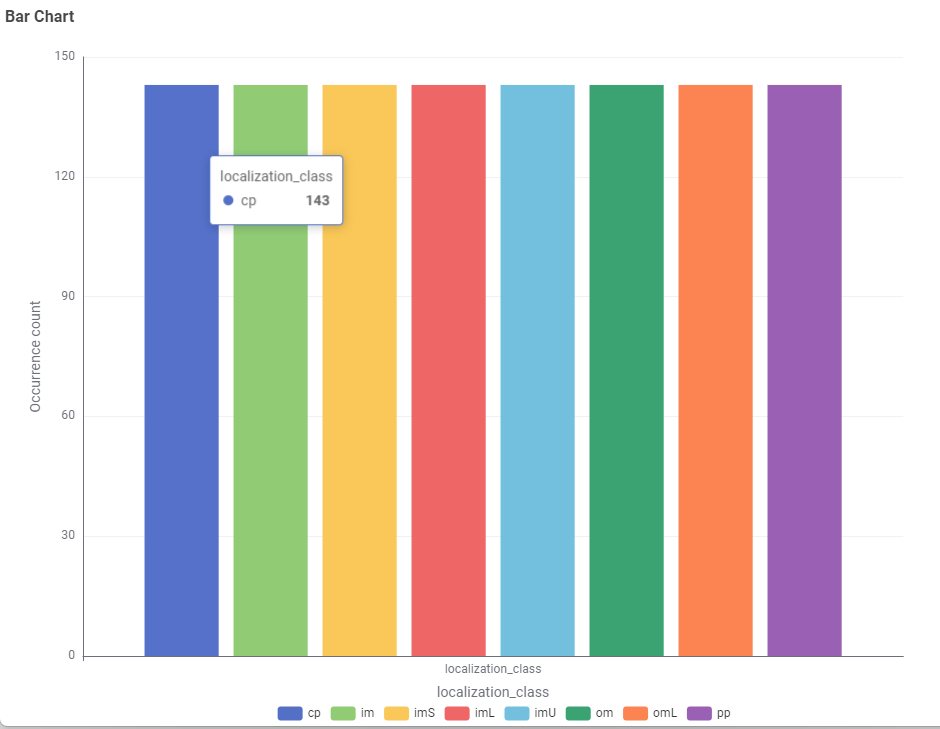 Bar Chart
150
120
90
60
30
0
Occurrence count
localization_class
cp 143
localization_class
localization_class
cp im imS imL imU om omL pp